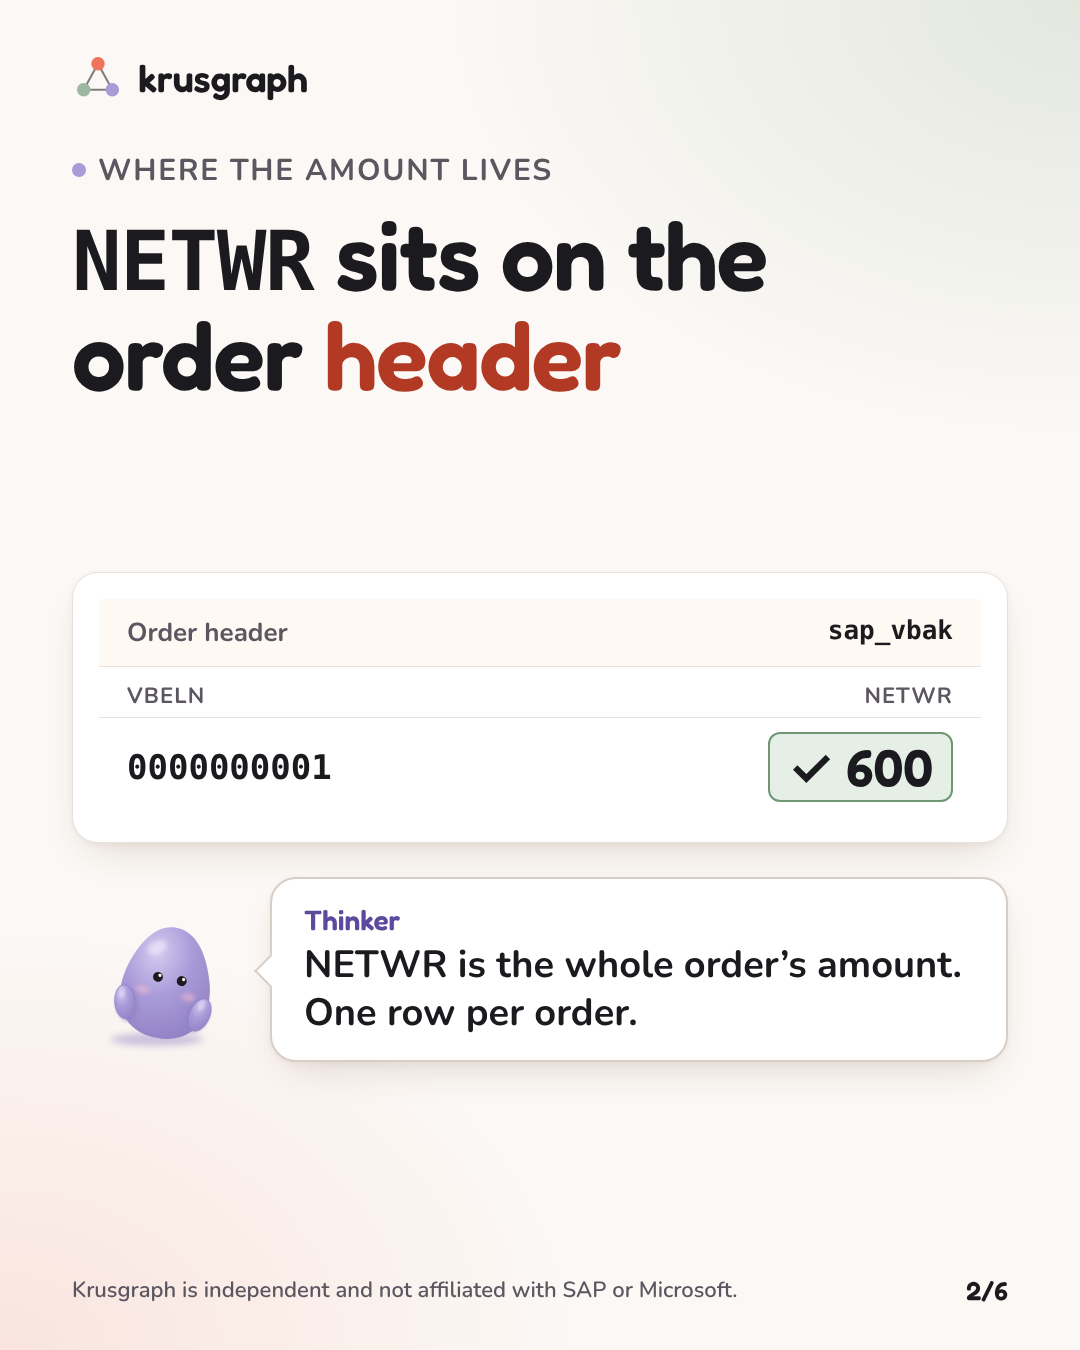 krusgraph
WHERE THE AMOUNT LIVES
NETWR sits on the
order header
Order header sap_vbak
VBELN NETWR
0000000001 600
Thinker
NETWR is the whole order’s amount.
One row per order.
Krusgraph is independent and not affiliated with SAP or Microsoft. 2/6